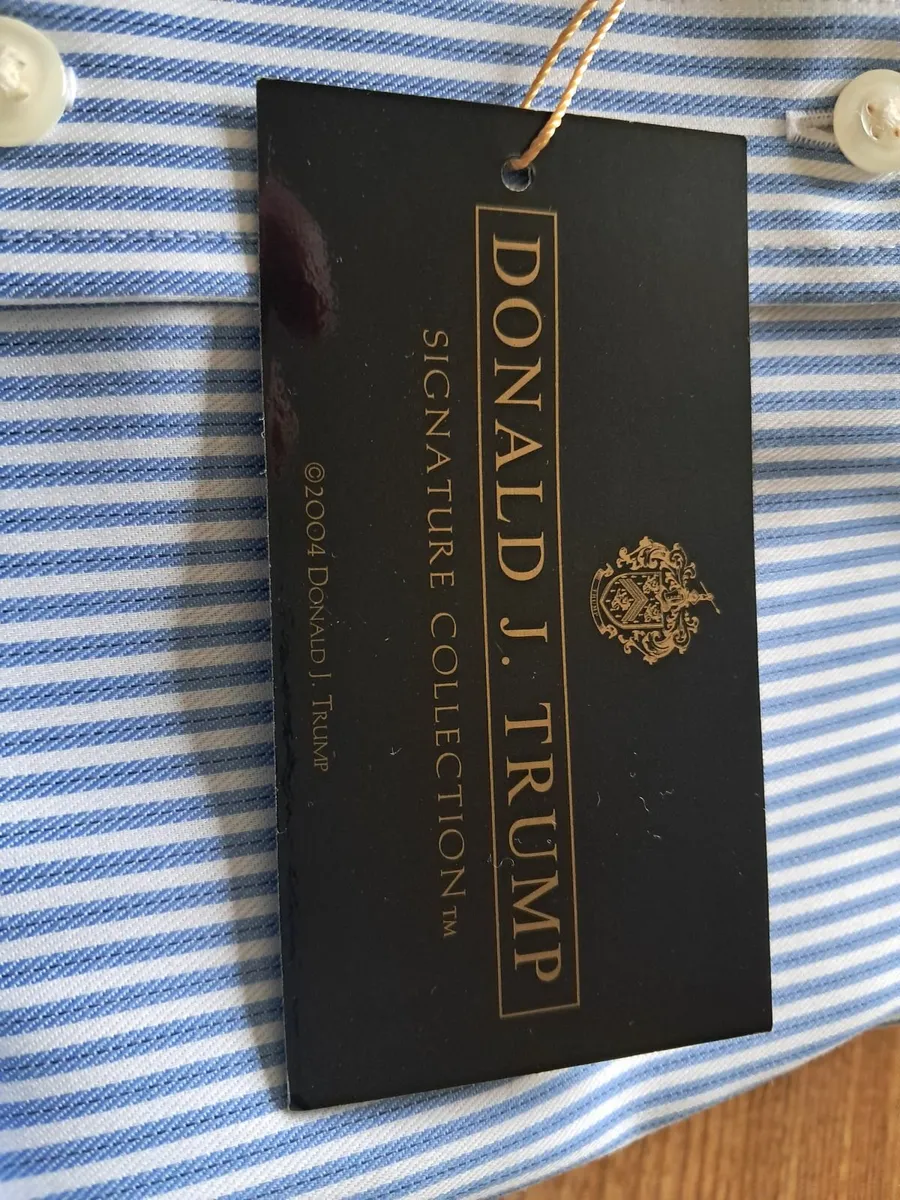 DONALD J. TRUMP
SIGNATURE COLLECTION™
©2004 DONALD J. TRUMP